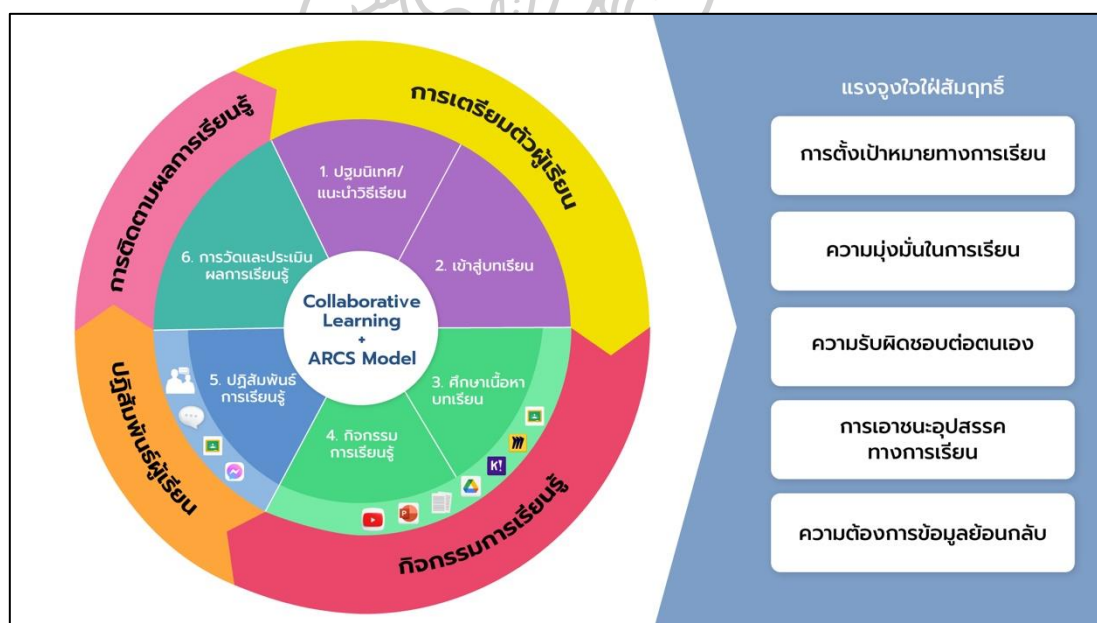 การเตรียมตัวผู้เรียน
1. ปฐมนิเทศ/
แนะนำวิธีเรียน
2. เข้าสู่บทเรียน
กิจกรรมการเรียนรู้
3. ศึกษาเนื้อหา
บทเรียน
4. กิจกรรม
การเรียนรู้
ปฏิสัมพันธ์ผู้เรียน
5. ปฏิสัมพันธ์
การเรียนรู้
การติดตามผลการเรียนรู้
6. การวัดและประเมิน
ผลการเรียนรู้
Collaborative
Learning
+
ARCS Model
K!
P
แรงจูงใจใฝ่สัมฤทธิ์
การตั้งเป้าหมายทางการเรียน
ความมุ่งมั่นในการเรียน
ความรับผิดชอบต่อตนเอง
การเอาชนะอุปสรรค
ทางการเรียน
ความต้องการข้อมูลย้อนกลับ